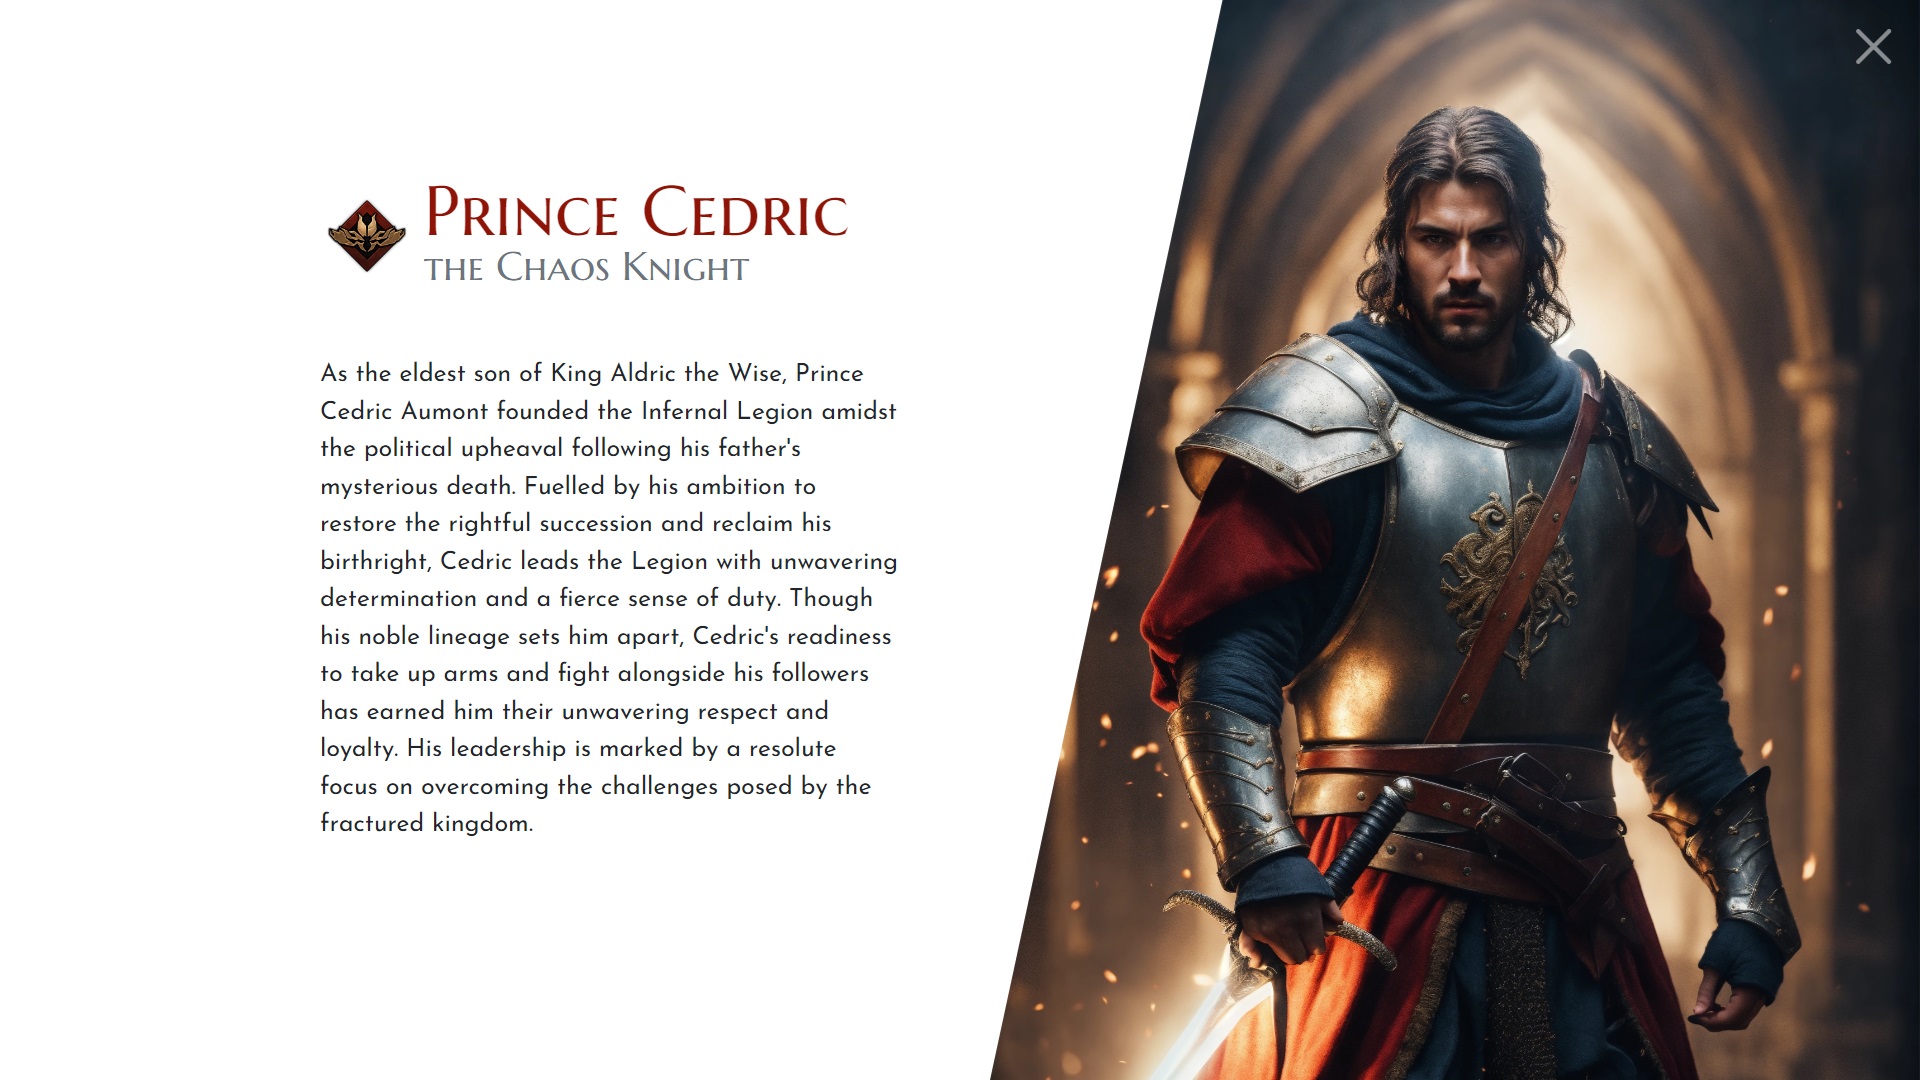 Prince Cedric
the Chaos Knight
As the eldest son of King Aldric the Wise, Prince
Cedric Aumont founded the Infernal Legion amidst
the political upheaval following his father's
mysterious death. Fuelled by his ambition to
restore the rightful succession and reclaim his
birthright, Cedric leads the Legion with unwavering
determination and a fierce sense of duty. Though
his noble lineage sets him apart, Cedric's readiness
to take up arms and fight alongside his followers
has earned him their unwavering respect and
loyalty. His leadership is marked by a resolute
focus on overcoming the challenges posed by the
fractured kingdom.